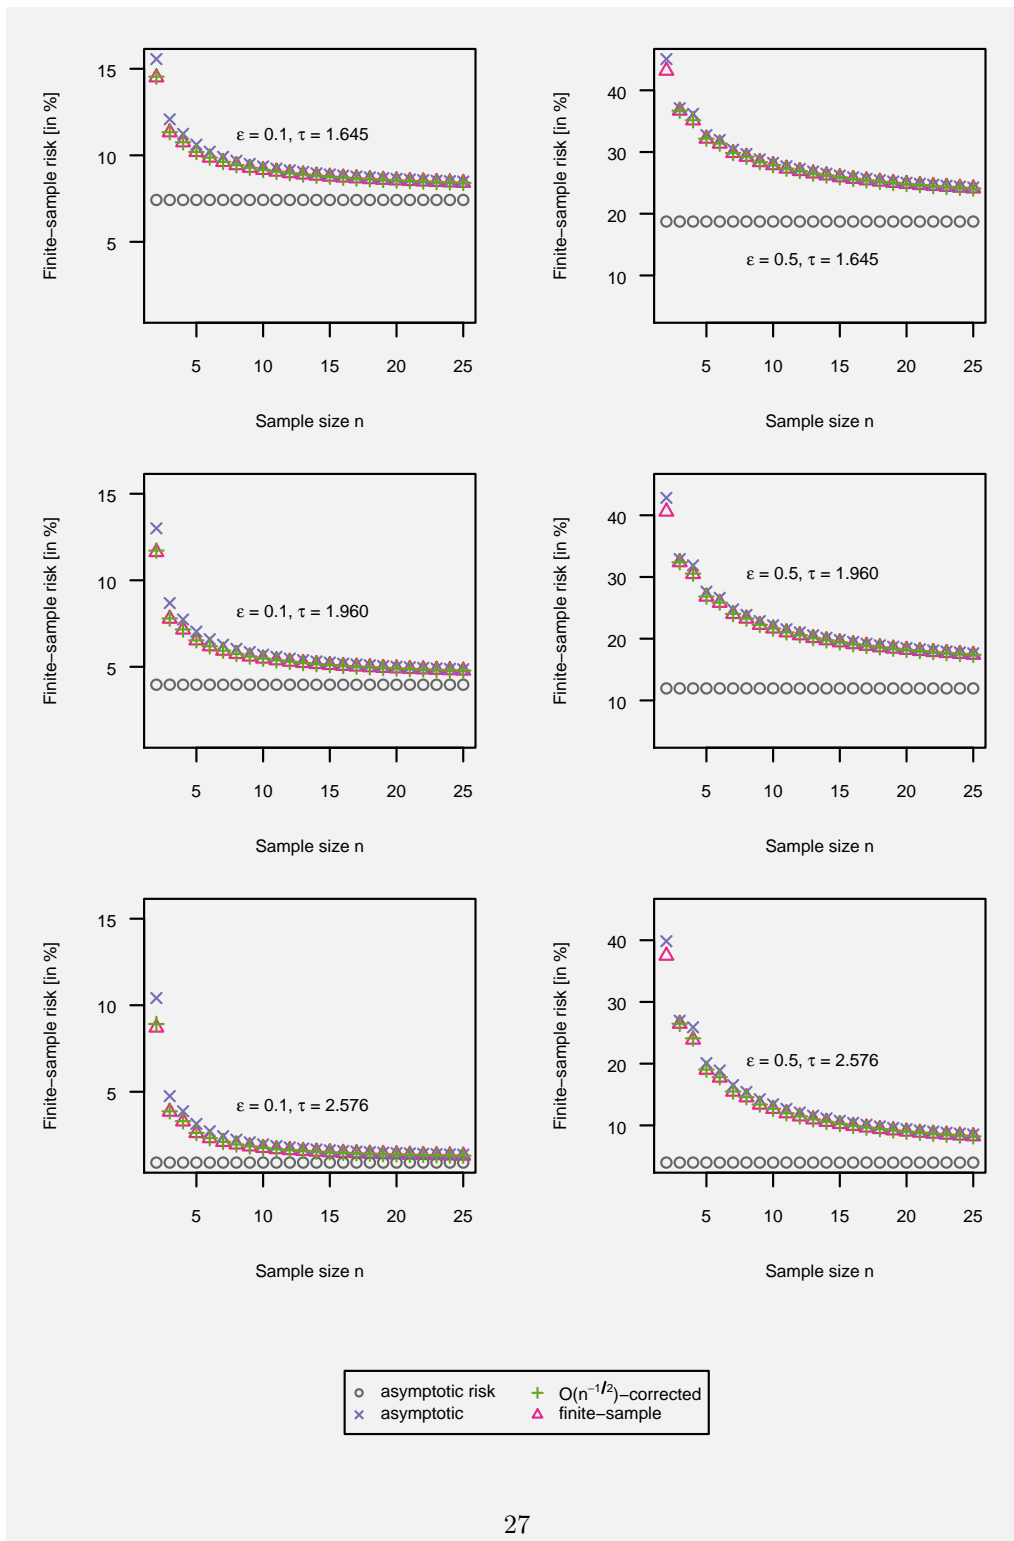 Finite−sample risk [in %]
15
10
5
ε = 0.1, τ = 1.645
5 10 15 20 25
Sample size n
Finite−sample risk [in %]
40
30
20
10
ε = 0.5, τ = 1.645
5 10 15 20 25
Sample size n
Finite−sample risk [in %]
15
10
5
ε = 0.1, τ = 1.960
5 10 15 20 25
Sample size n
Finite−sample risk [in %]
40
30
20
10
ε = 0.5, τ = 1.960
5 10 15 20 25
Sample size n
Finite−sample risk [in %]
15
10
5
ε = 0.1, τ = 2.576
5 10 15 20 25
Sample size n
Finite−sample risk [in %]
40
30
20
10
ε = 0.5, τ = 2.576
5 10 15 20 25
Sample size n
asymptotic risk
asymptotic
O(n⁻¹/²)−corrected
finite−sample
27